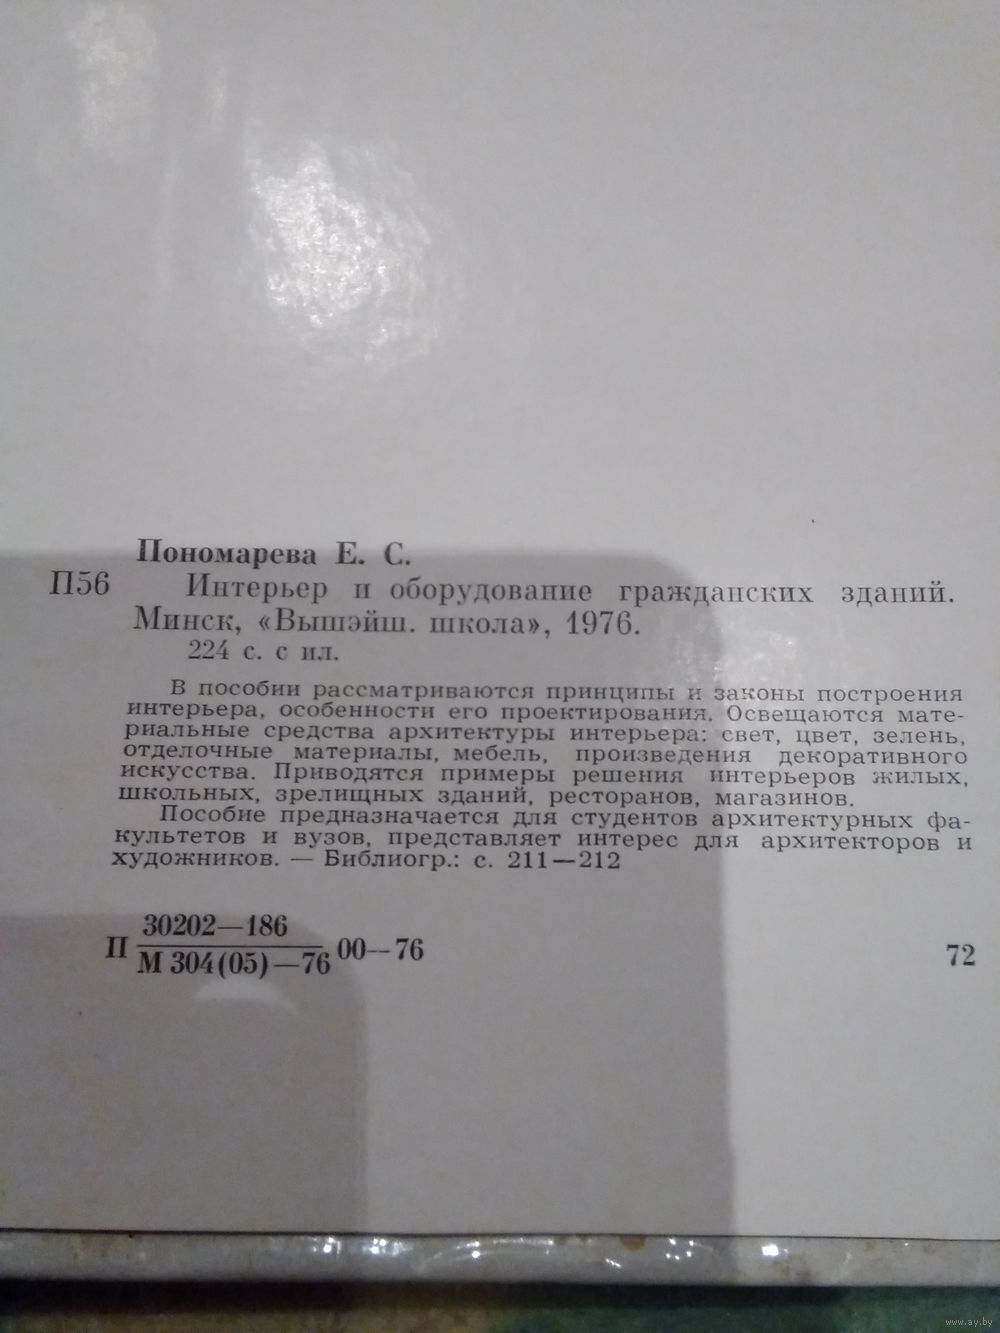 Пономарева Е. С.
П56 Интерьер и оборудование гражданских зданий.
Минск, «Вышэйш. школа», 1976.
224 с. с ил.
В пособии рассматриваются принципы и законы построения
интерьера, особенности его проектирования. Освещаются мате-
риальные средства архитектуры интерьера: свет, цвет, зелень,
отделочные материалы, мебель, произведения декоративного
искусства. Приводятся примеры решения интерьеров жилых,
школьных, зрелищных зданий, ресторанов, магазинов.
Пособие предназначается для студентов архитектурных фа-
культетов и вузов, представляет интерес для архитекторов и
художников. — Библиогр.: с. 211—212
30202—186
П М 304(05)—76 00—76 72
www.ay.by